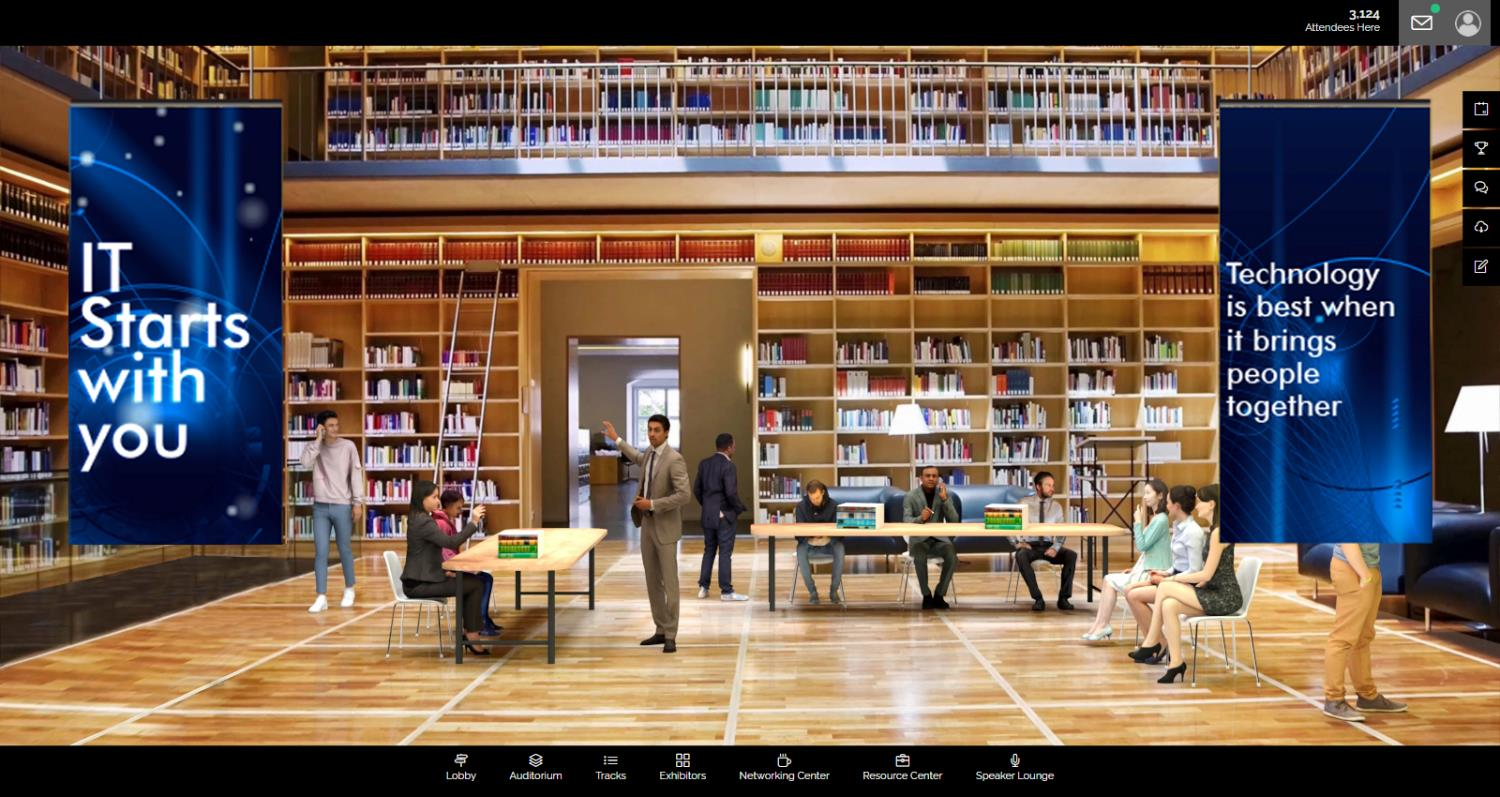 3,124
Attendees Here
IT
Starts
with
you
Technology
is best when
it brings
people
together
Lobby
Auditorium
Tracks
Exhibitors
Networking Center
Resource Center
Speaker Lounge